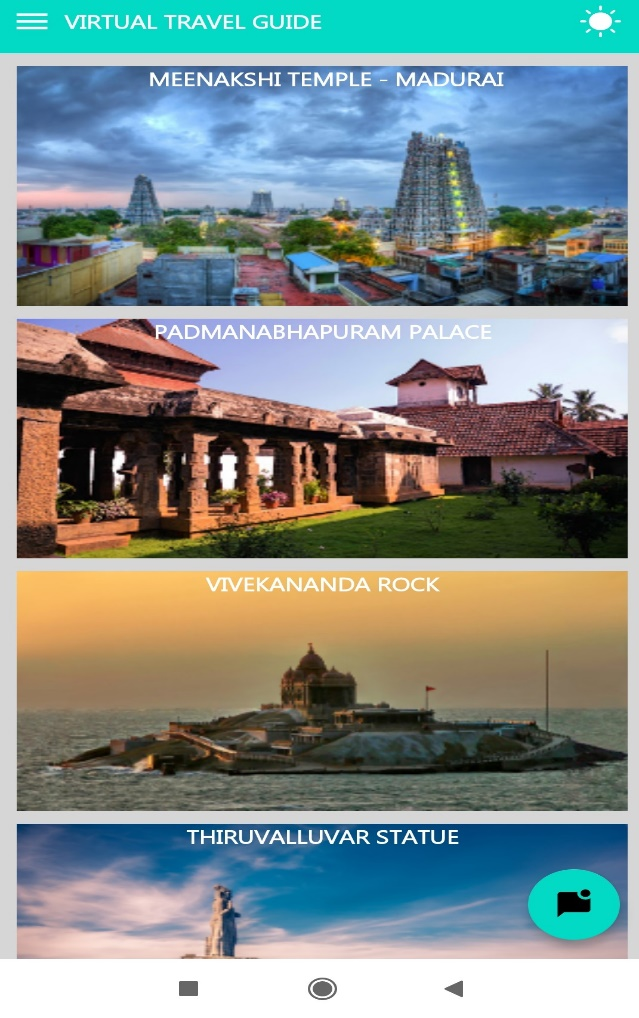 VIRTUAL TRAVEL GUIDE
MEENAKSHI TEMPLE - MADURAI
PADMANABHAPURAM PALACE
VIVEKANANDA ROCK
THIRUVALLUVAR STATUE